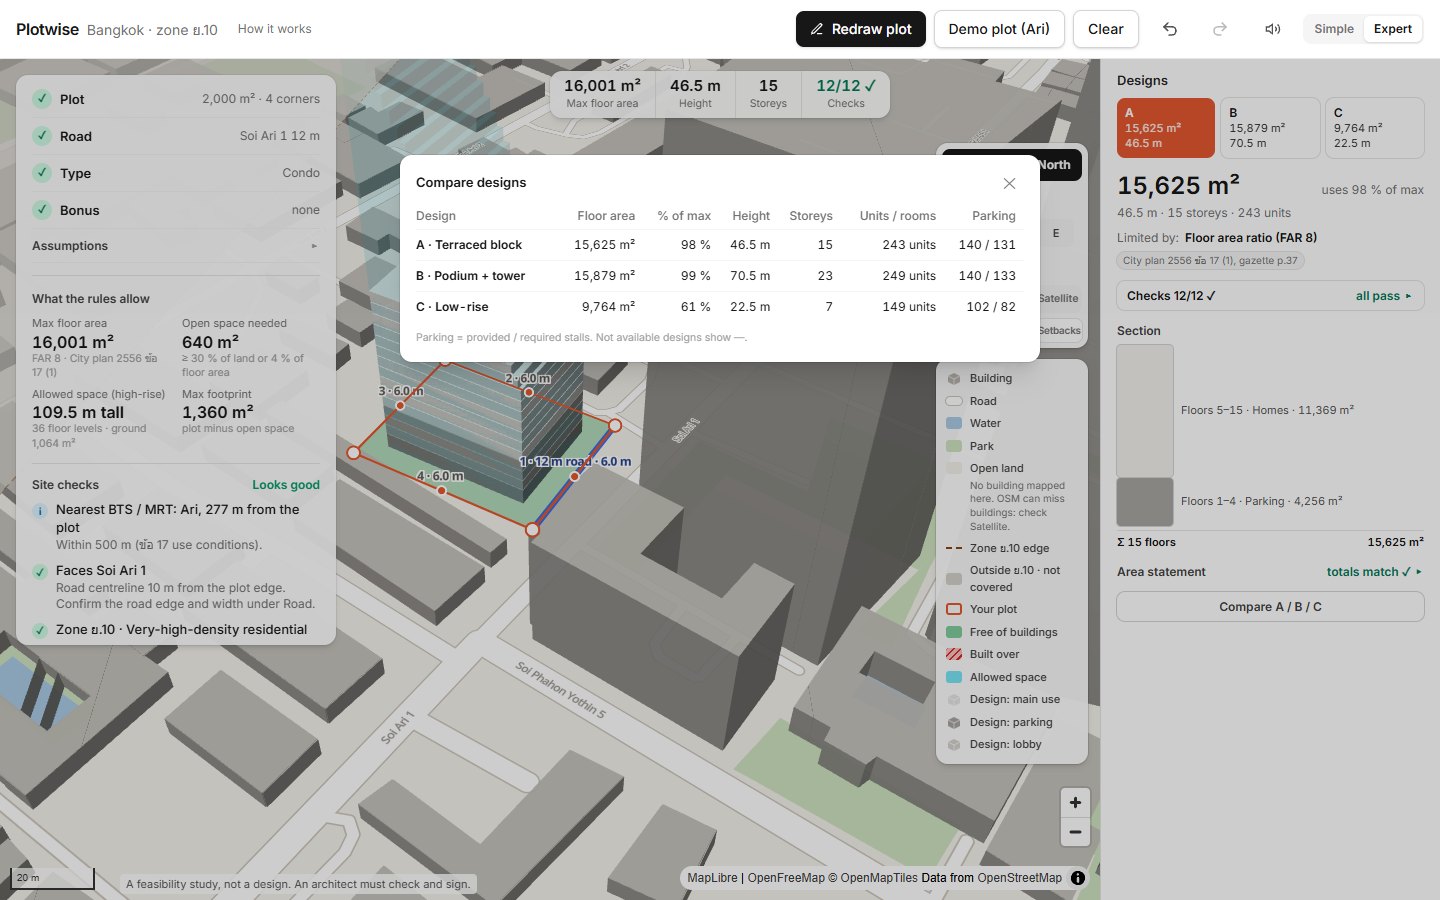 Plotwise Bangkok · zone ย.10 How it works
Redraw plot
Demo plot (Ari)
Clear
Simple Expert
Plot 2,000 m² · 4 corners
Road Soi Ari 1 12 m
Type Condo
Bonus none
Assumptions
What the rules allow
Max floor area
16,001 m²
FAR 8 · City plan 2556 ข้อ
17 (1)
Open space needed
640 m²
≥ 30 % of land or 4 % of
floor area
Allowed space (high-rise)
109.5 m tall
36 floor levels · ground
1,064 m²
Max footprint
1,360 m²
plot minus open space
Site checks Looks good
Nearest BTS / MRT: Ari, 277 m from the
plot
Within 500 m (ข้อ 17 use conditions).
Faces Soi Ari 1
Road centreline 10 m from the plot edge.
Confirm the road edge and width under Road.
Zone ย.10 · Very-high-density residential
16,001 m² 46.5 m 15 12/12 ✓
Max floor area Height Storeys Checks
Compare designs
Design Floor area % of max Height Storeys Units / rooms Parking
A · Terraced block 15,625 m² 98 % 46.5 m 15 243 units 140 / 131
B · Podium + tower 15,879 m² 99 % 70.5 m 23 249 units 140 / 133
C · Low-rise 9,764 m² 61 % 22.5 m 7 149 units 102 / 82
Parking = provided / required stalls. Not available designs show —.
North
E
Satellite
Setbacks
2 · 6.0 m
3 · 6.0 m
1 · 12 m road · 6.0 m
4 · 6.0 m
Soi Ari 1
Soi Phahon Yothin 5
Soi Ari 1
Building
Road
Water
Park
Open land
No building mapped
here. OSM can miss
buildings: check
Satellite.
Zone ย.10 edge
Outside ย.10 · not
covered
Your plot
Free of buildings
Built over
Allowed space
Design: main use
Design: parking
Design: lobby
+
−
20 m
A feasibility study, not a design. An architect must check and sign.
MapLibre | OpenFreeMap © OpenMapTiles Data from OpenStreetMap
Designs
A
15,625 m²
46.5 m
B
15,879 m²
70.5 m
C
9,764 m²
22.5 m
15,625 m² uses 98 % of max
46.5 m · 15 storeys · 243 units
Limited by: Floor area ratio (FAR 8)
City plan 2556 ข้อ 17 (1), gazette p.37
Checks 12/12 ✓ all pass ▸
Section
Floors 5–15 · Homes · 11,369 m²
Floors 1–4 · Parking · 4,256 m²
Σ 15 floors 15,625 m²
Area statement totals match ✓ ▸
Compare A / B / C